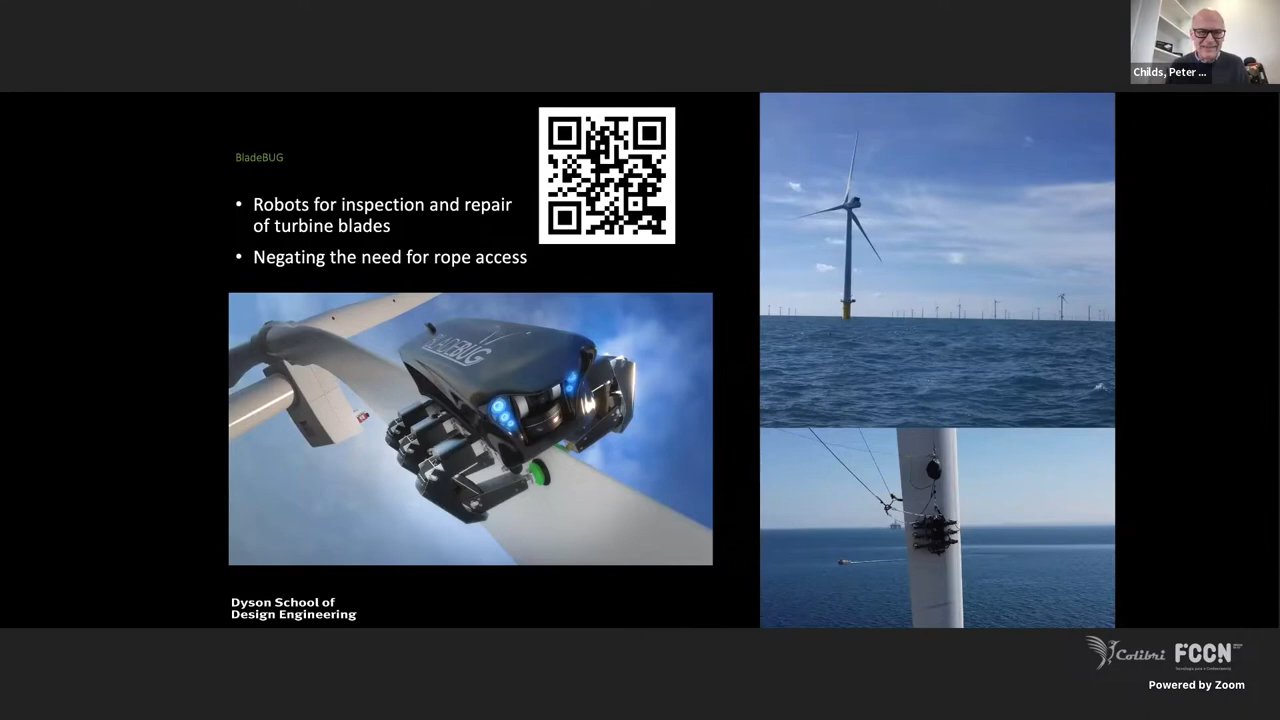 Childs, Peter ...
BladeBUG
• Robots for inspection and repair
of turbine blades
• Negating the need for rope access
BLADEBUG
Dyson School of
Design Engineering
Colibri
FCCN
Powered by Zoom